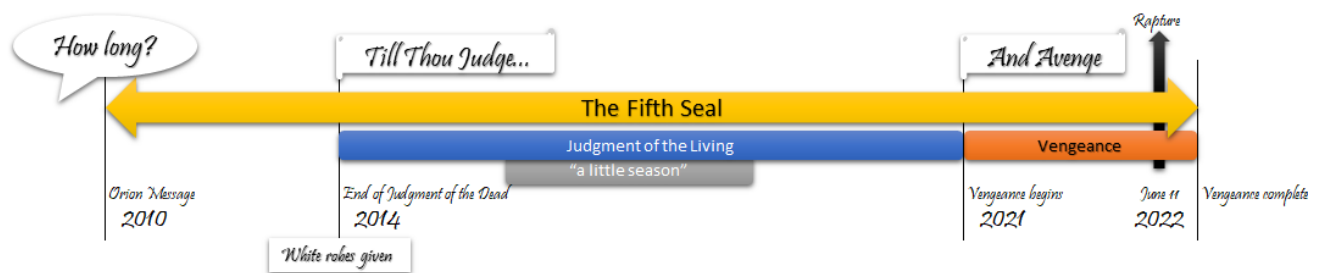 Rapture
How long?
Till Thou Judge...
And Avenge
The Fifth Seal
Judgment of the Living
Vengeance
"a little season"
Orion Message
2010
End of Judgment of the Dead
2014
Vengeance begins
2021
June 11
2022
Vengeance complete
White robes given